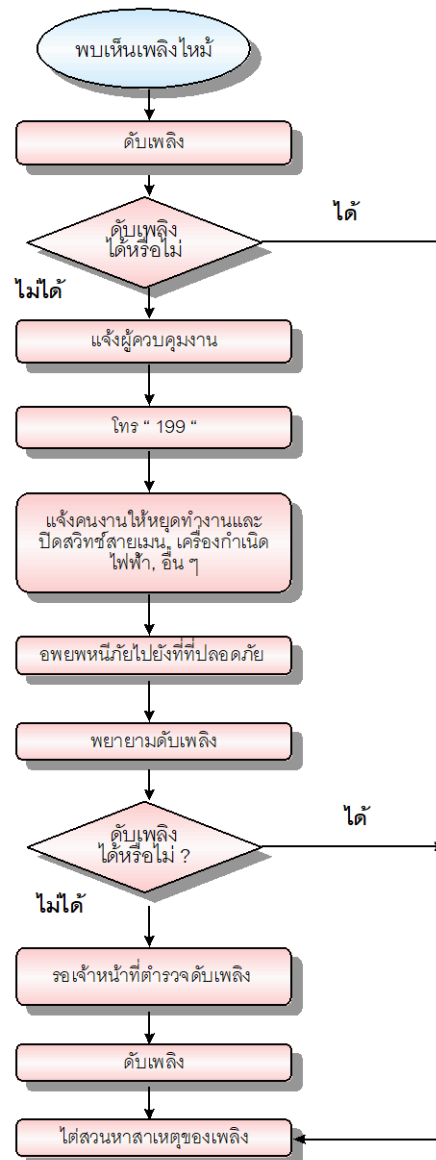 พบเห็นเพลิงไหม้
ดับเพลิง
ดับเพลิง
ได้หรือไม่
ได้
ไม่ได้
แจ้งผู้ควบคุมงาน
โทร “ 199 “
แจ้งคนงานให้หยุดทำงานและ
ปิดสวิทช์สายเมน, เครื่องกำเนิด
ไฟฟ้า, อื่น ๆ
อพยพหนีภัยไปยังที่ที่ปลอดภัย
พยายามดับเพลิง
ดับเพลิง
ได้หรือไม่ ?
ได้
ไม่ได้
รอเจ้าหน้าที่ตำรวจดับเพลิง
ดับเพลิง
ไต่สวนหาสาเหตุของเพลิง